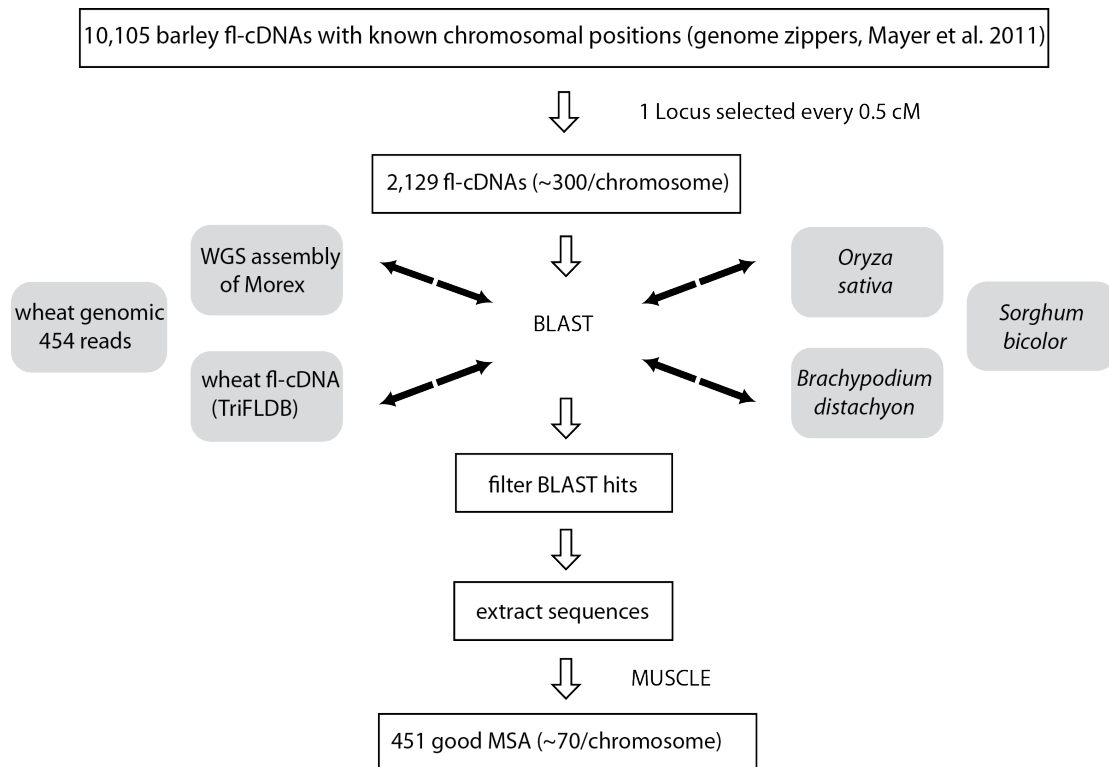 10,105 barley fl-cDNAs with known chromosomal positions (genome zippers, Mayer et al. 2011)
1 Locus selected every 0.5 cM
2,129 fl-cDNAs (~300/chromosome)
WGS assembly
of Morex
wheat genomic
454 reads
wheat fl-cDNA
(TriFLDB)
BLAST
Oryza
sativa
Sorghum
bicolor
Brachypodium
distachyon
filter BLAST hits
extract sequences
MUSCLE
451 good MSA (~70/chromosome)